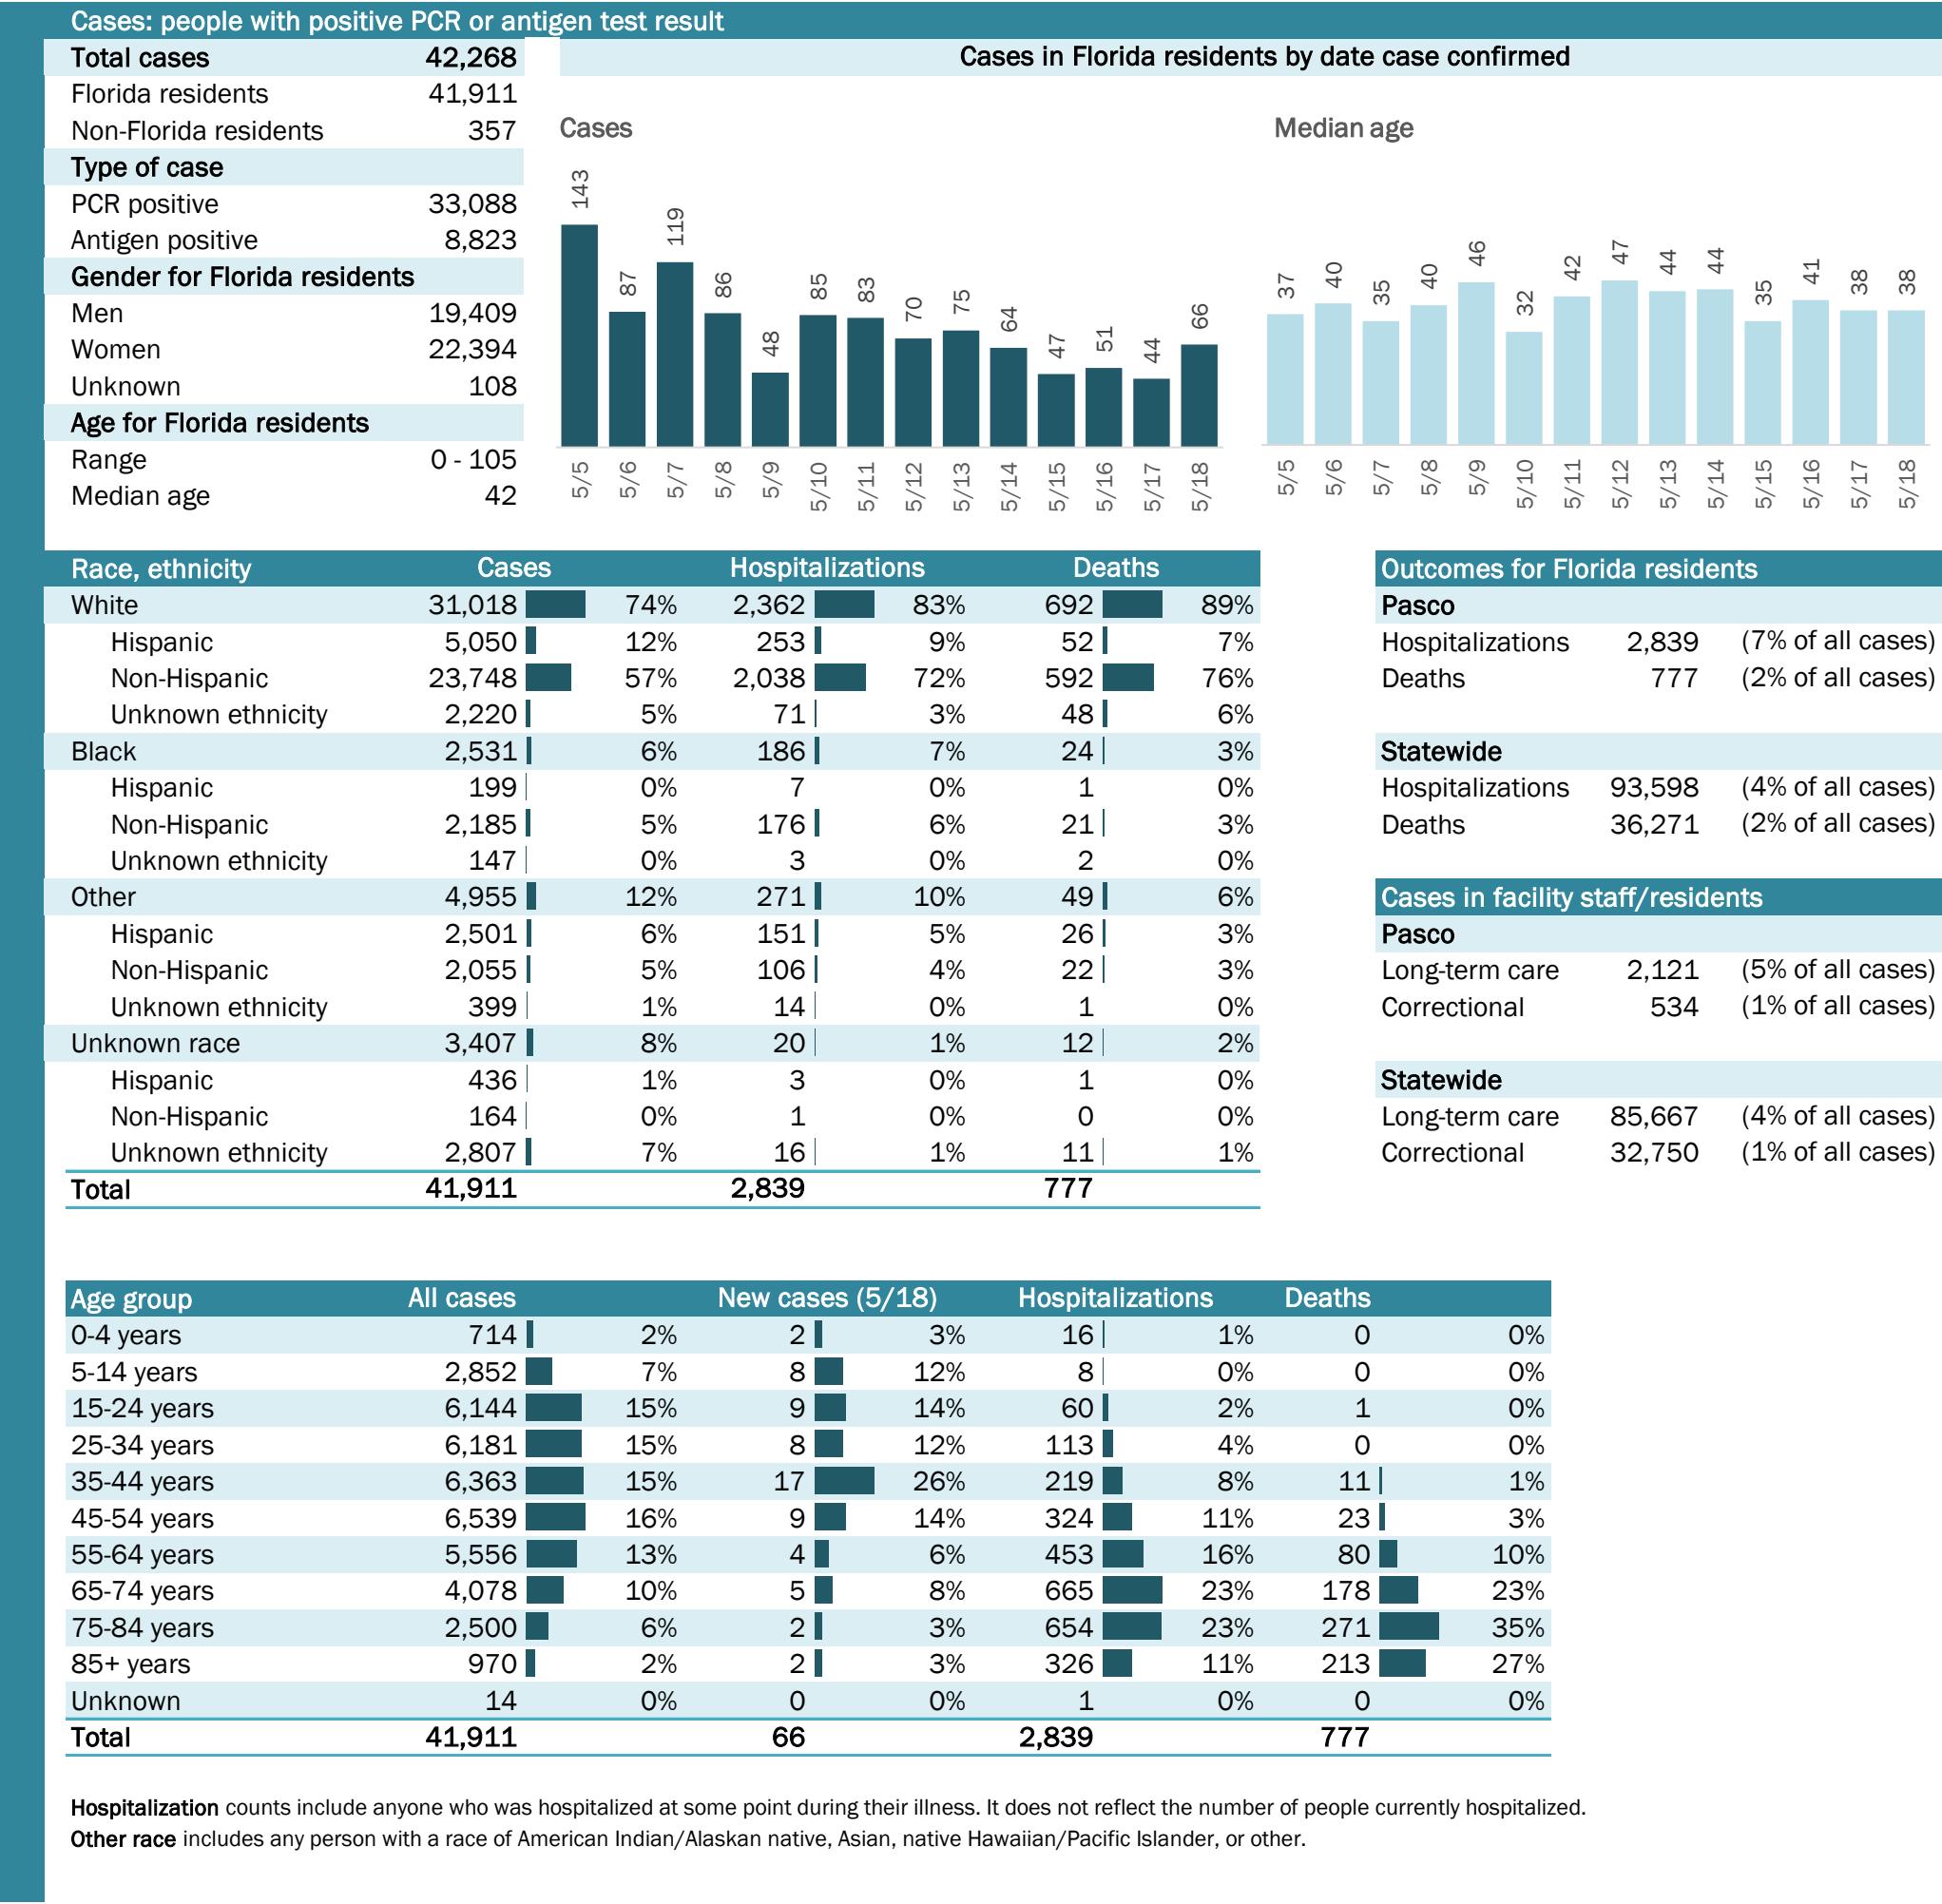 Cases: people with positive PCR or antigen test result
Total cases 42,268
Florida residents 41,911
Non-Florida residents 357
Type of case
PCR positive 33,088
Antigen positive 8,823
Gender for Florida residents
Men 19,409
Women 22,394
Unknown 108
Age for Florida residents
Range 0 - 105
Median age 42
Cases in Florida residents by date case confirmed
Cases
143 87 119 86 48 85 83 70 75 64 47 51 44 66
5/5 5/6 5/7 5/8 5/9 5/10 5/11 5/12 5/13 5/14 5/15 5/16 5/17 5/18
Median age
37 40 35 40 46 32 42 47 44 44 35 41 38 38
5/5 5/6 5/7 5/8 5/9 5/10 5/11 5/12 5/13 5/14 5/15 5/16 5/17 5/18
Race, ethnicity Cases Hospitalizations Deaths
White 31,018 74% 2,362 83% 692 89%
Hispanic 5,050 12% 253 9% 52 7%
Non-Hispanic 23,748 57% 2,038 72% 592 76%
Unknown ethnicity 2,220 5% 71 3% 48 6%
Black 2,531 6% 186 7% 24 3%
Hispanic 199 0% 7 0% 1 0%
Non-Hispanic 2,185 5% 176 6% 21 3%
Unknown ethnicity 147 0% 3 0% 2 0%
Other 4,955 12% 271 10% 49 6%
Hispanic 2,501 6% 151 5% 26 3%
Non-Hispanic 2,055 5% 106 4% 22 3%
Unknown ethnicity 399 1% 14 0% 1 0%
Unknown race 3,407 8% 20 1% 12 2%
Hispanic 436 1% 3 0% 1 0%
Non-Hispanic 164 0% 1 0% 0 0%
Unknown ethnicity 2,807 7% 16 1% 11 1%
Total 41,911 2,839 777
Outcomes for Florida residents
Pasco
Hospitalizations 2,839 (7% of all cases)
Deaths 777 (2% of all cases)
Statewide
Hospitalizations 93,598 (4% of all cases)
Deaths 36,271 (2% of all cases)
Cases in facility staff/residents
Pasco
Long-term care 2,121 (5% of all cases)
Correctional 534 (1% of all cases)
Statewide
Long-term care 85,667 (4% of all cases)
Correctional 32,750 (1% of all cases)
Age group All cases New cases (5/18) Hospitalizations Deaths
0-4 years 714 2% 2 3% 16 1% 0 0%
5-14 years 2,852 7% 8 12% 8 0% 0 0%
15-24 years 6,144 15% 9 14% 60 2% 1 0%
25-34 years 6,181 15% 8 12% 113 4% 0 0%
35-44 years 6,363 15% 17 26% 219 8% 11 1%
45-54 years 6,539 16% 9 14% 324 11% 23 3%
55-64 years 5,556 13% 4 6% 453 16% 80 10%
65-74 years 4,078 10% 5 8% 665 23% 178 23%
75-84 years 2,500 6% 2 3% 654 23% 271 35%
85+ years 970 2% 2 3% 326 11% 213 27%
Unknown 14 0% 0 0% 1 0% 0 0%
Total 41,911 66 2,839 777
Hospitalization counts include anyone who was hospitalized at some point during their illness. It does not reflect the number of people currently hospitalized.
Other race includes any person with a race of American Indian/Alaskan native, Asian, native Hawaiian/Pacific Islander, or other.